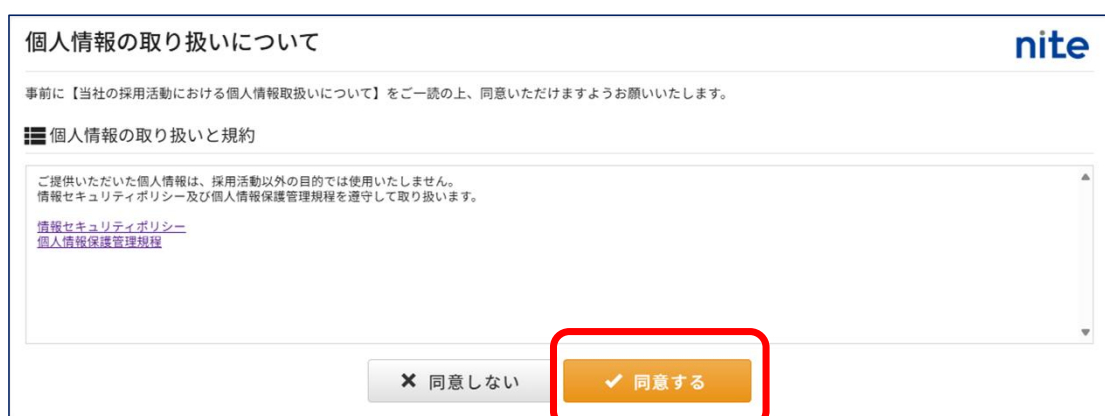 個人情報の取り扱いについて
nite
事前に【当社の採用活動における個人情報取扱いについて】をご一読の上、同意いただけますようお願いいたします。
個人情報の取り扱いと規約
ご提供いただいた個人情報は、採用活動以外の目的では使用いたしません。
情報セキュリティポリシー及び個人情報保護管理規程を遵守して取り扱います。
情報セキュリティポリシー
個人情報保護管理規程
同意しない
同意する